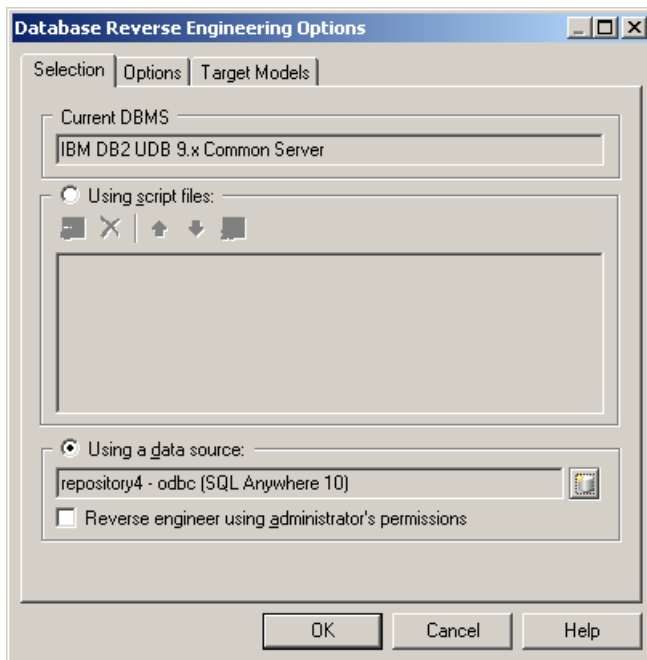 Database Reverse Engineering Options
Selection Options Target Models
Current DBMS
IBM DB2 UDB 9.x Common Server
Using script files:
Using a data source:
repository4 - odbc (SQL Anywhere 10)
Reverse engineer using administrator's permissions
OK Cancel Help